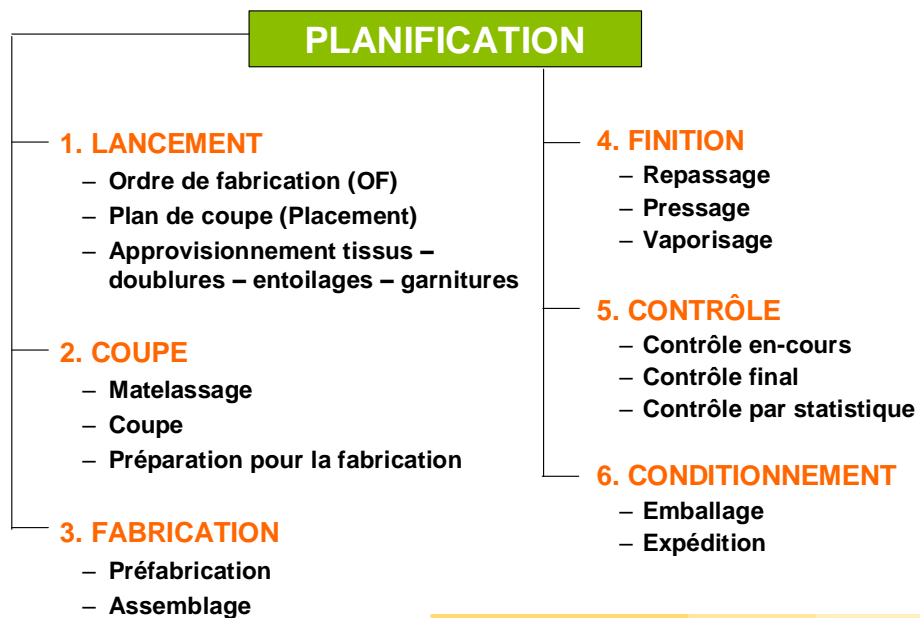 PLANIFICATION
1. LANCEMENT
– Ordre de fabrication (OF)
– Plan de coupe (Placement)
– Approvisionnement tissus –
doublures – entoilages – garnitures
2. COUPE
– Matelassage
– Coupe
– Préparation pour la fabrication
3. FABRICATION
– Préfabrication
– Assemblage
4. FINITION
– Repassage
– Pressage
– Vaporisage
5. CONTRÔLE
– Contrôle en-cours
– Contrôle final
– Contrôle par statistique
6. CONDITIONNEMENT
– Emballage
– Expédition